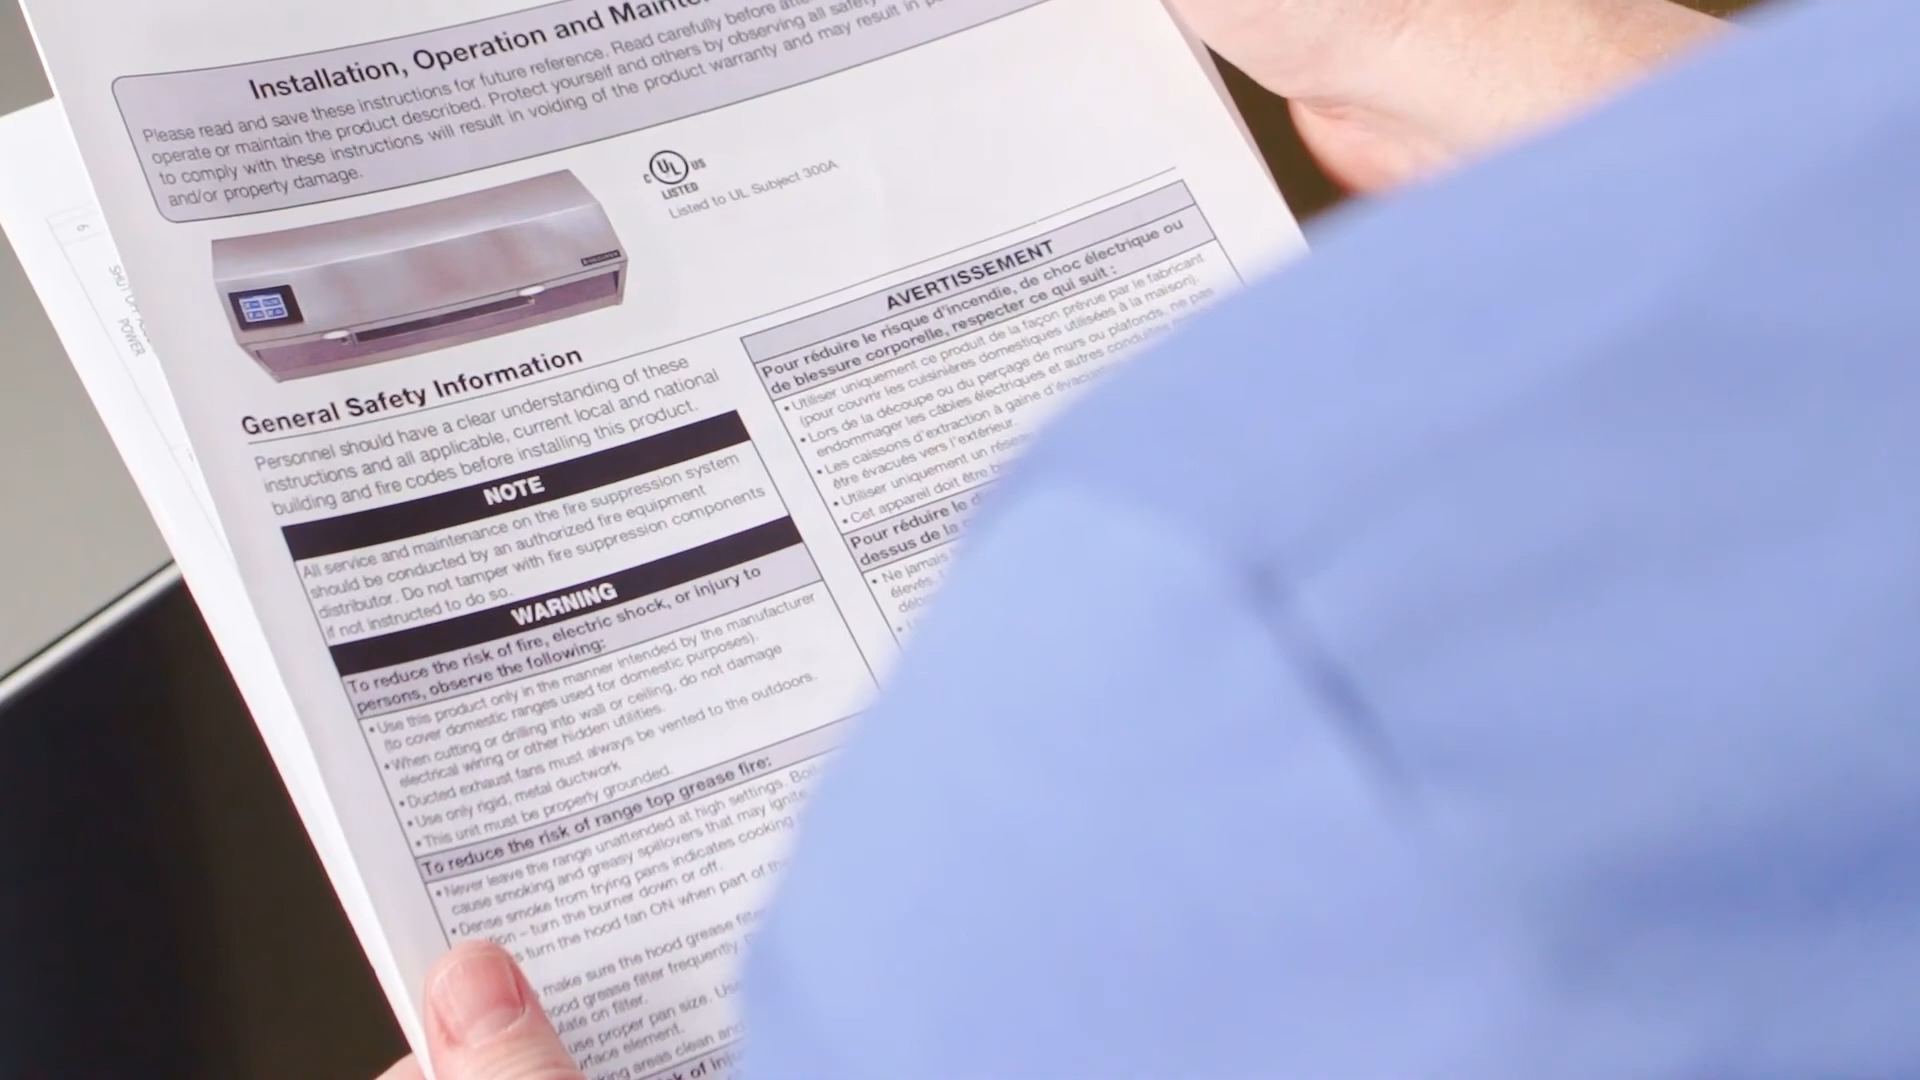 Installation, Operation and
Please read and save these instructions for future reference. Read carefully before
operate or maintain the product described. Protect yourself and others by observing all safety
to comply with these instructions will result in voiding of the product warranty and may result in
and/or property damage.
C UL US
LISTED
Listed to UL Subject 300A
General Safety Information
Personnel should have a clear understanding of these
instructions and all applicable, current local and national
building and fire codes before installing this product.
NOTE
All service and maintenance on the fire suppression system
should be conducted by an authorized fire equipment
distributor. Do not tamper with fire suppression components
if not instructed to do so.
WARNING
To reduce the risk of fire, electric shock, or injury to
persons, observe the following:
• Use this product only in the manner intended by the manufacturer
(to cover domestic ranges used for domestic purposes).
• When cutting or drilling into wall or ceiling, do not damage
electrical wiring or other hidden utilities.
• Ducted exhaust fans must always be vented to the outdoors.
• Use only rigid, metal ductwork
• This unit must be properly grounded.
To reduce the risk of range top grease fire:
• Never leave the range unattended at high settings.
cause smoking and greasy spillovers that may ignite
• Dense smoke from frying pans indicates cooking
– turn the burner down or off.
turn the hood fan ON when part of the
make sure the hood grease
hood grease filter frequently.
on filter.
use proper pan size.
element.
areas clean and
of
AVERTISSEMENT
Pour réduire le risque d'incendie, de choc électrique ou
de blessure corporelle, respecter ce qui suit :
• Utiliser uniquement ce produit de la façon prévue par le fabricant
(pour couvrir les cuisinières domestiques utilisées à la maison).
• Lors de la découpe ou du perçage de murs ou plafonds, ne pas
endommager les câbles électriques et autres
• Les caissons d'extraction à gaine
être évacués vers l'extérieur.
• Utiliser uniquement un
• Cet appareil doit être
Pour réduire le
dessus de la
• Ne jamais
6
POWER